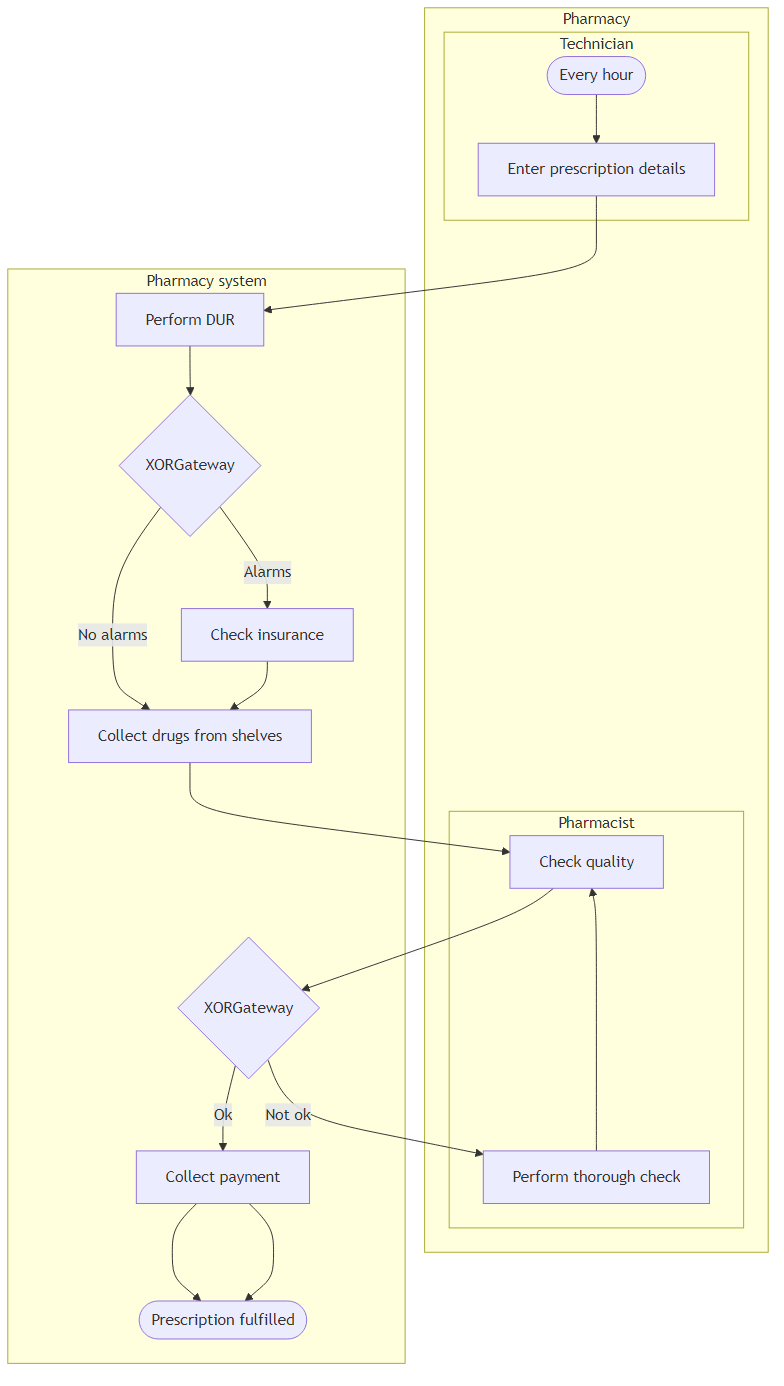 Pharmacy
Technician
Every hour
Enter prescription details
Pharmacy system
Perform DUR
XORGateway
Alarms
No alarms
Check insurance
Collect drugs from shelves
Pharmacist
Check quality
XORGateway
Ok
Not ok
Collect payment
Perform thorough check
Prescription fulfilled